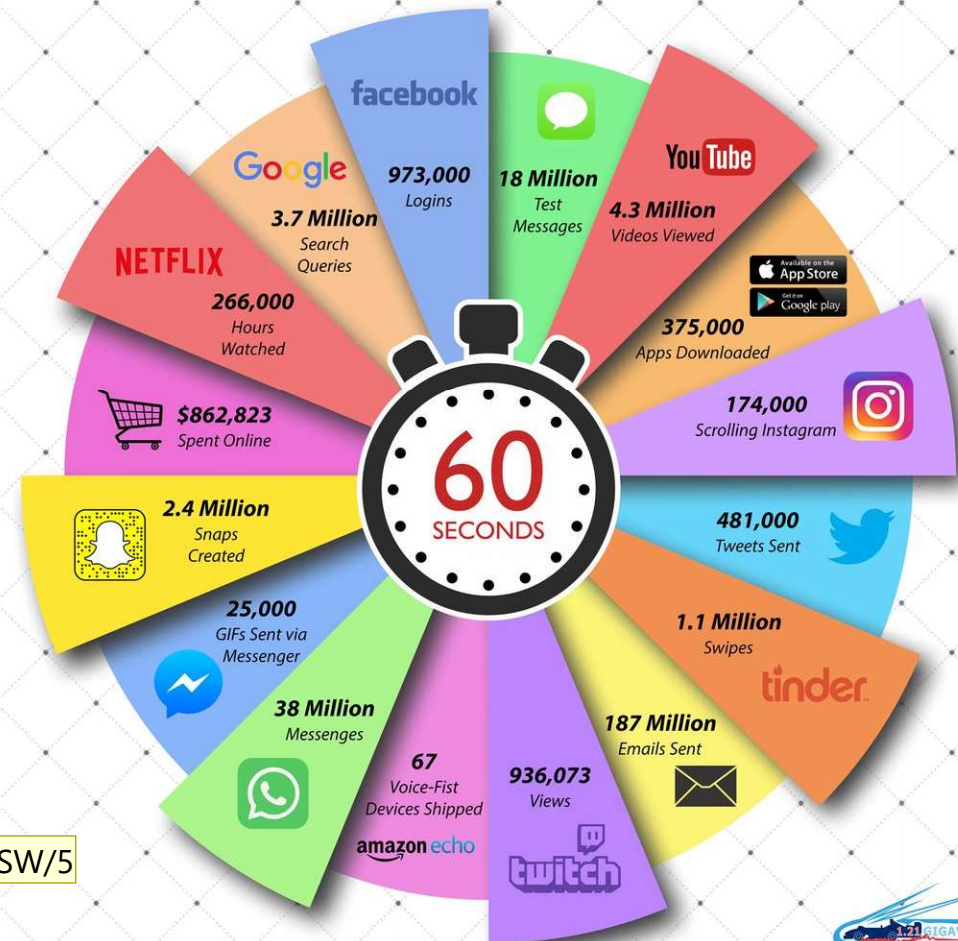 facebook
973,000
Logins
18 Million
Test
Messages
YouTube
4.3 Million
Videos Viewed
Available on the
App Store
Get it on
Google play
375,000
Apps Downloaded
174,000
Scrolling Instagram
481,000
Tweets Sent
1.1 Million
Swipes
tinder
187 Million
Emails Sent
936,073
Views
twitch
67
Voice-Fist
Devices Shipped
amazon echo
38 Million
Messenges
25,000
GIFs Sent via
Messenger
2.4 Million
Snaps
Created
$862,823
Spent Online
NETFLIX
266,000
Hours
Watched
Google
3.7 Million
Search
Queries
60
SECONDS
SW/5
1.21